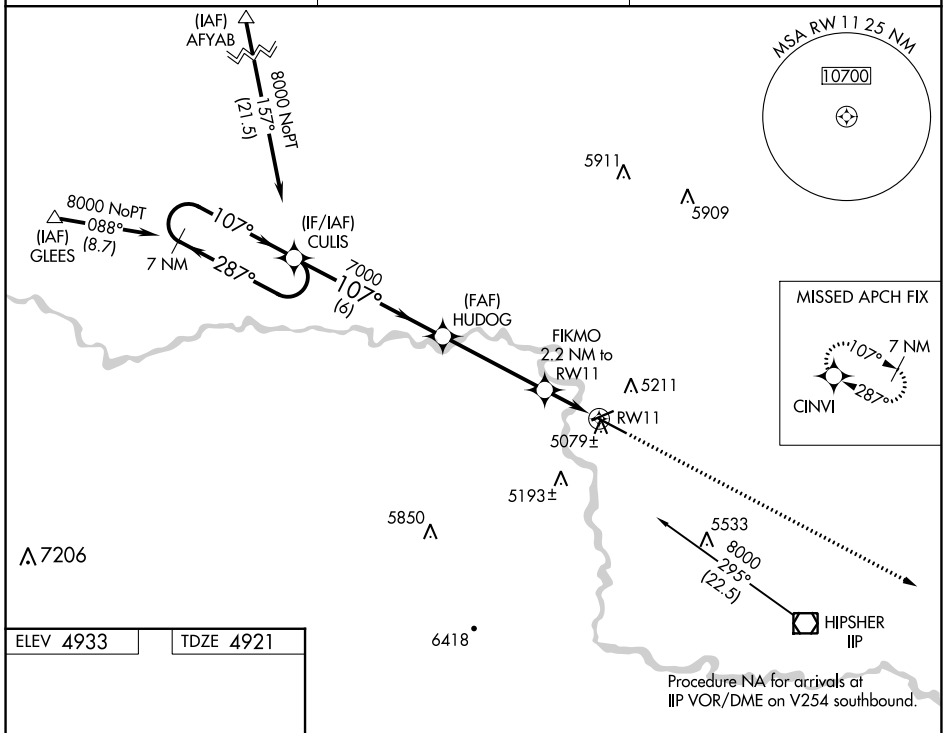 (IAF)
AFYAB
8000 NoPT
157°
(21.5)
MSA RW 11 25 NM
10700
5911
5909
8000 NoPT
088°
(8.7)
(IAF)
GLEES
7 NM
107°
287°
(IF/IAF)
CULIS
7000
107°
(6)
(FAF)
HUDOG
FIKMO
2.2 NM to
RW11
5211
RW11
5079±
5193±
MISSED APCH FIX
107°
7 NM
287°
CINVI
5850
7206
5533
8000
295°
(22.5)
HIPSHER
IIP
6418
ELEV 4933
TDZE 4921
Procedure NA for arrivals at
IIP VOR/DME on V254 southbound.